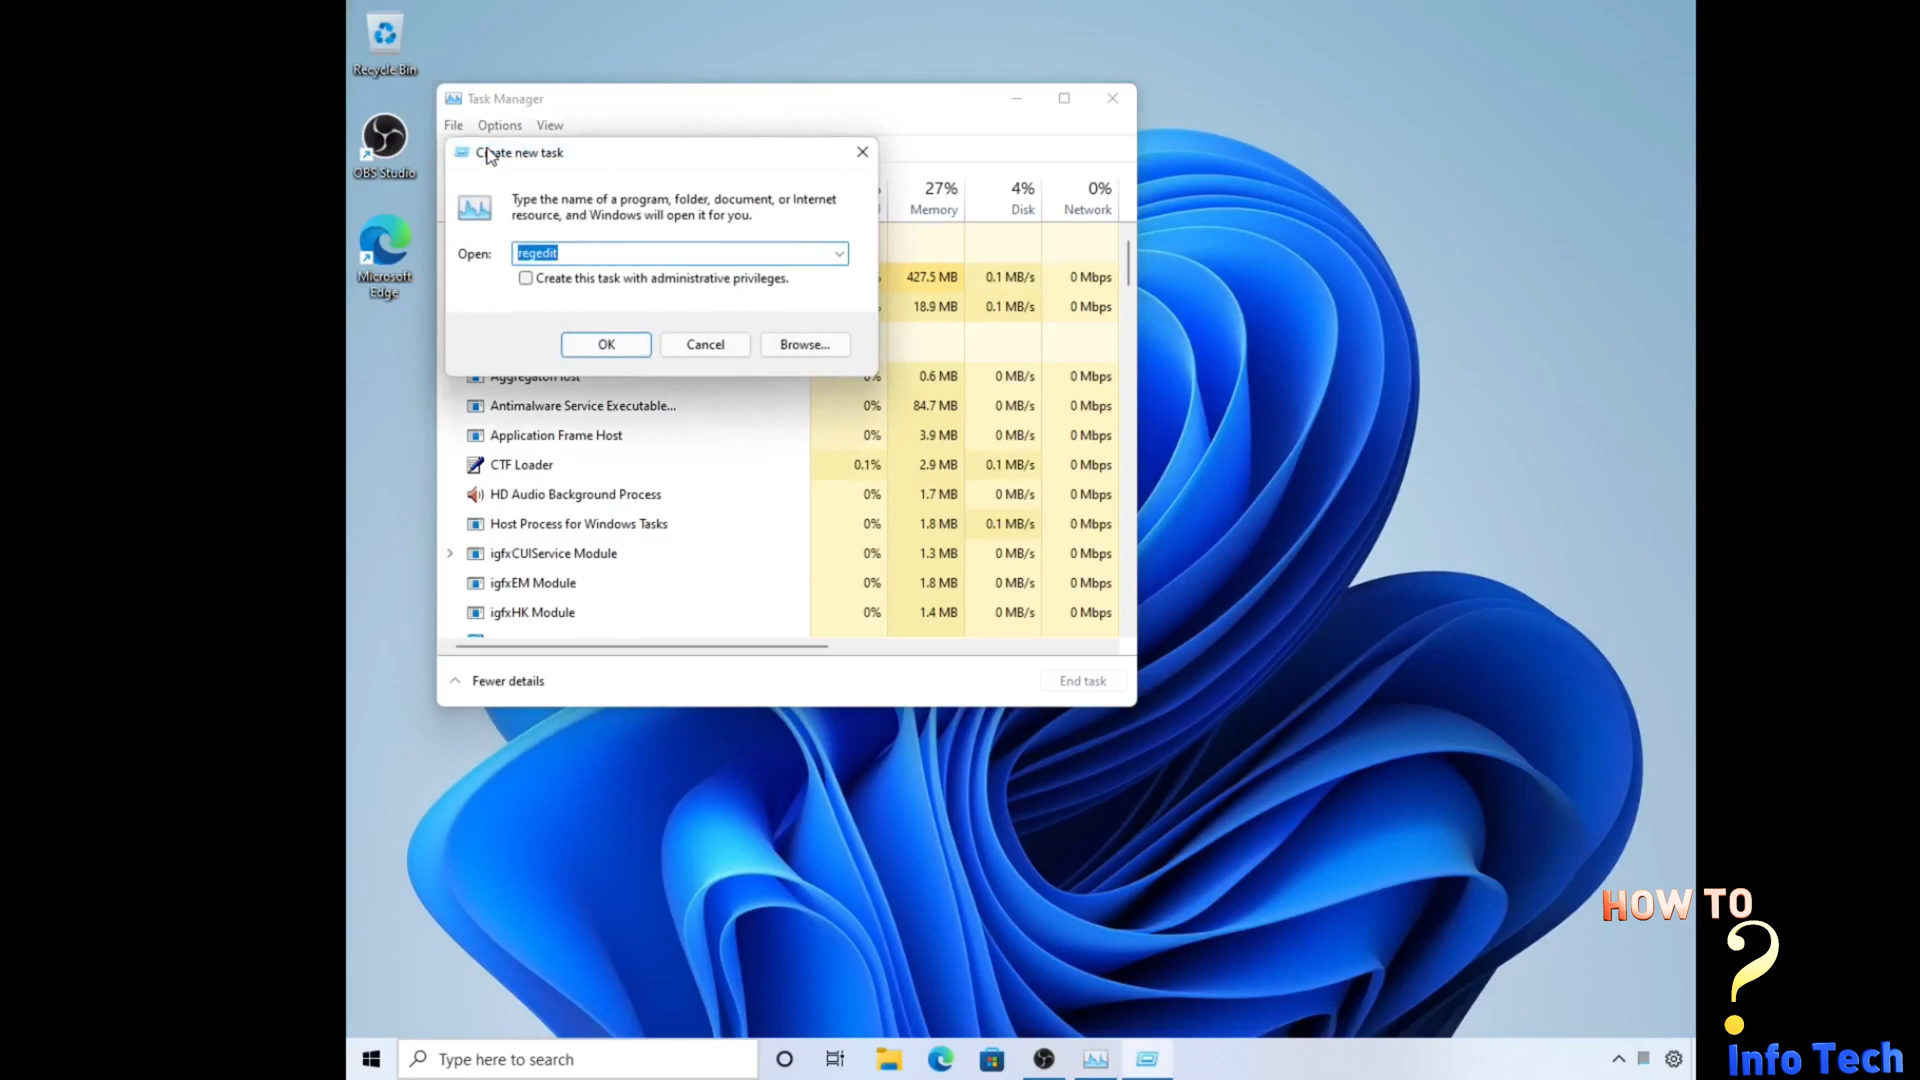 Recycle Bin
OBS Studio
Microsoft
Edge
Task Manager
File Options View
Create new task
Type the name of a program, folder, document, or Internet
resource, and Windows will open it for you.
Open: regedit
Create this task with administrative privileges.
OK Cancel Browse...
27% 4% 0%
Memory Disk Network
427.5 MB 0.1 MB/s 0 Mbps
18.9 MB 0.1 MB/s 0 Mbps
AggregatorHost 0% 0.6 MB 0 MB/s 0 Mbps
Antimalware Service Executable... 0% 84.7 MB 0 MB/s 0 Mbps
Application Frame Host 0% 3.9 MB 0 MB/s 0 Mbps
CTF Loader 0.1% 2.9 MB 0.1 MB/s 0 Mbps
HD Audio Background Process 0% 1.7 MB 0 MB/s 0 Mbps
Host Process for Windows Tasks 0% 1.8 MB 0.1 MB/s 0 Mbps
igfxCUIService Module 0% 1.3 MB 0 MB/s 0 Mbps
igfxEM Module 0% 1.8 MB 0 MB/s 0 Mbps
igfxHK Module 0% 1.4 MB 0 MB/s 0 Mbps
Fewer details End task
Type here to search
HOW TO
?
Info Tech